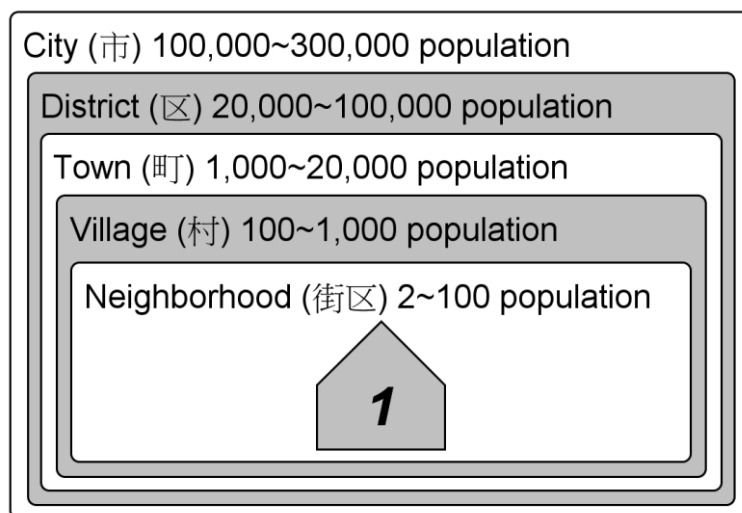 City (市) 100,000~300,000 population
District (区) 20,000~100,000 population
Town (町) 1,000~20,000 population
Village (村) 100~1,000 population
Neighborhood (街区) 2~100 population
1